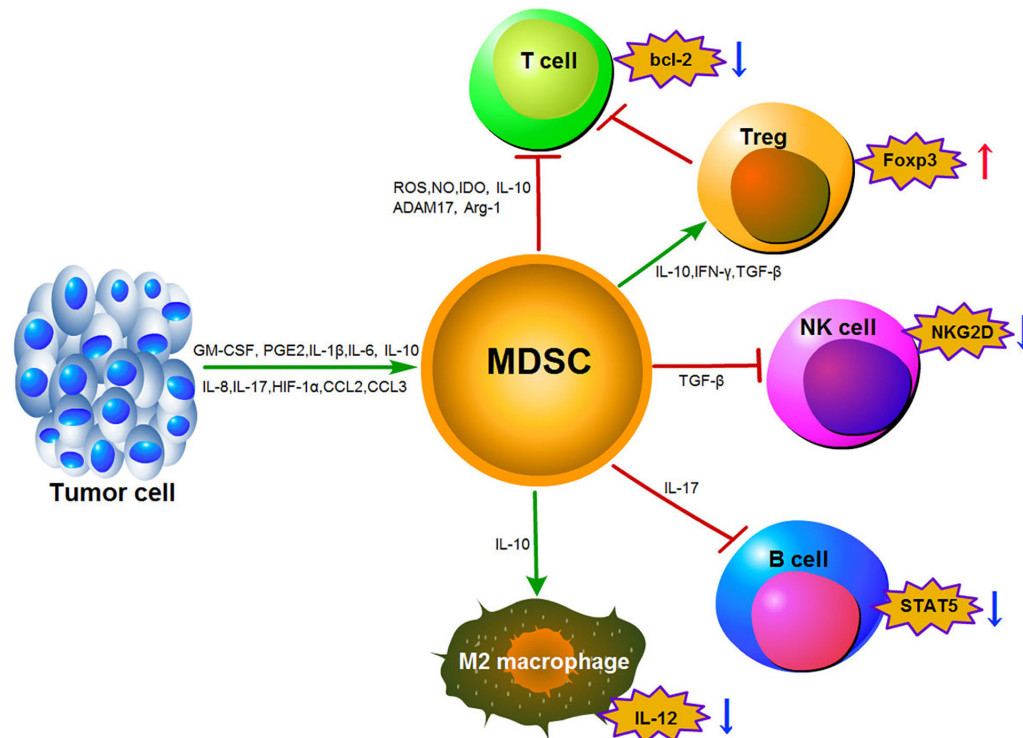 T cell
bcl-2
Treg
Foxp3
ROS,NO,IDO, IL-10
ADAM17, Arg-1
IL-10,IFN-γ,TGF-β
NK cell
NKG2D
GM-CSF, PGE2,IL-1β,IL-6, IL-10
IL-8,IL-17,HIF-1α,CCL2,CCL3
MDSC
TGF-β
Tumor cell
IL-17
IL-10
B cell
STAT5
M2 macrophage
IL-12